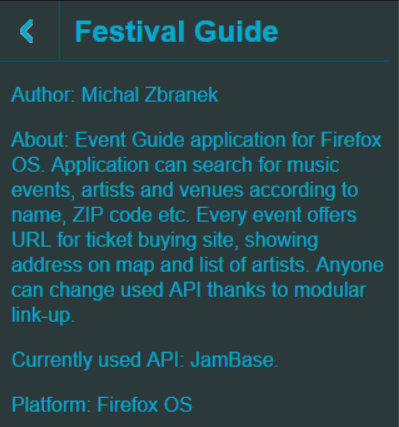 Festival Guide
Author: Michal Zbranek
About: Event Guide application for Firefox
OS. Application can search for music
events, artists and venues according to
name, ZIP code etc. Every event offers
URL for ticket buying site, showing
address on map and list of artists. Anyone
can change used API thanks to modular
link-up.
Currently used API: JamBase.
Platform: Firefox OS